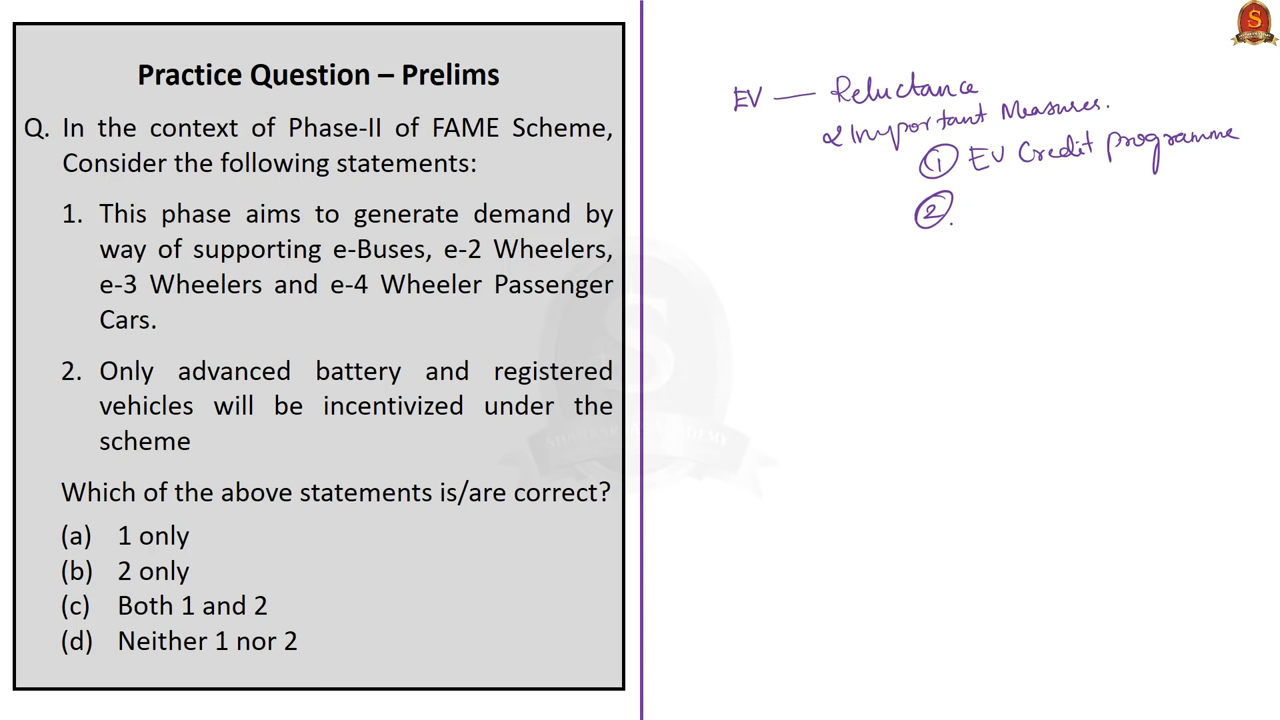 Practice Question – Prelims
Q. In the context of Phase-II of FAME Scheme,
Consider the following statements:
1. This phase aims to generate demand by
way of supporting e-Buses, e-2 Wheelers,
e-3 Wheelers and e-4 Wheeler Passenger
Cars.
2. Only advanced battery and registered
vehicles will be incentivized under the
scheme
Which of the above statements is/are correct?
(a) 1 only
(b) 2 only
(c) Both 1 and 2
(d) Neither 1 nor 2
EV — Reluctance
2 Important Measures.
① EV Credit programme
②.
S